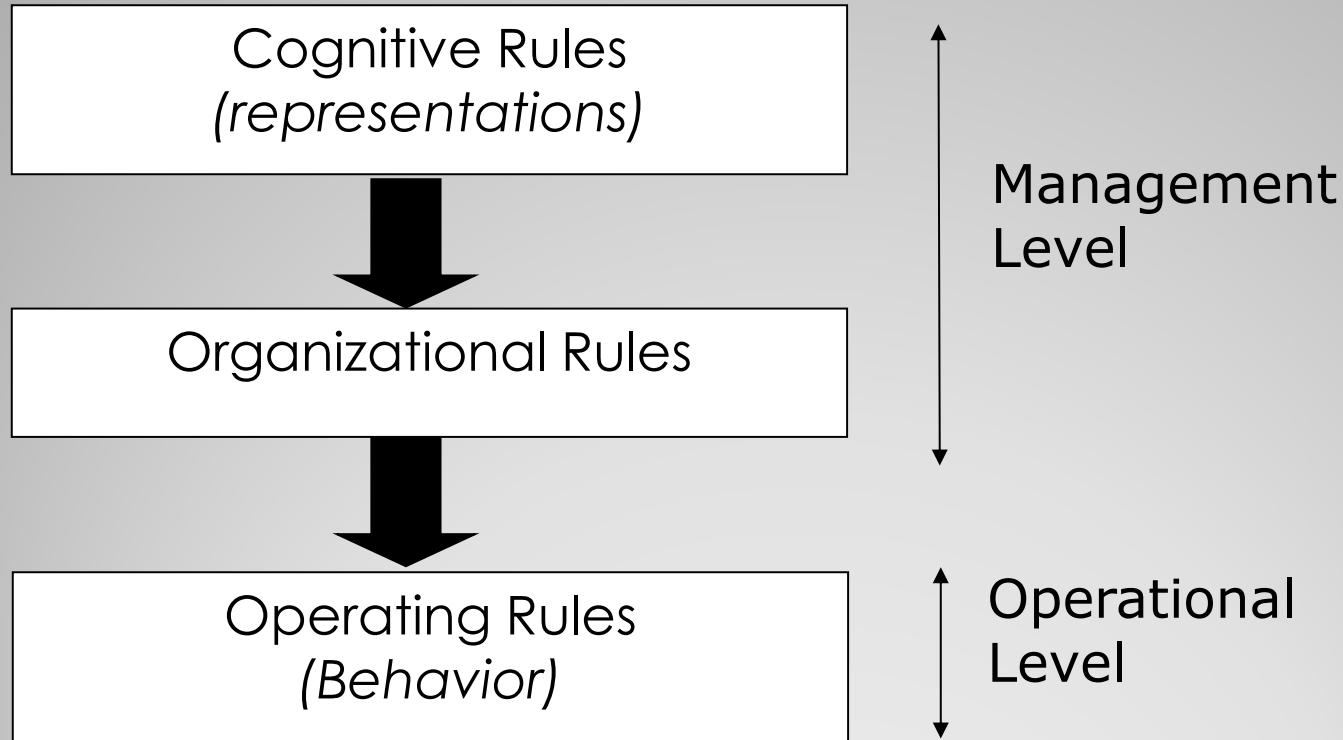 Cognitive Rules
(representations)
Management
Level
Organizational Rules
Operating Rules
(Behavior)
Operational
Level